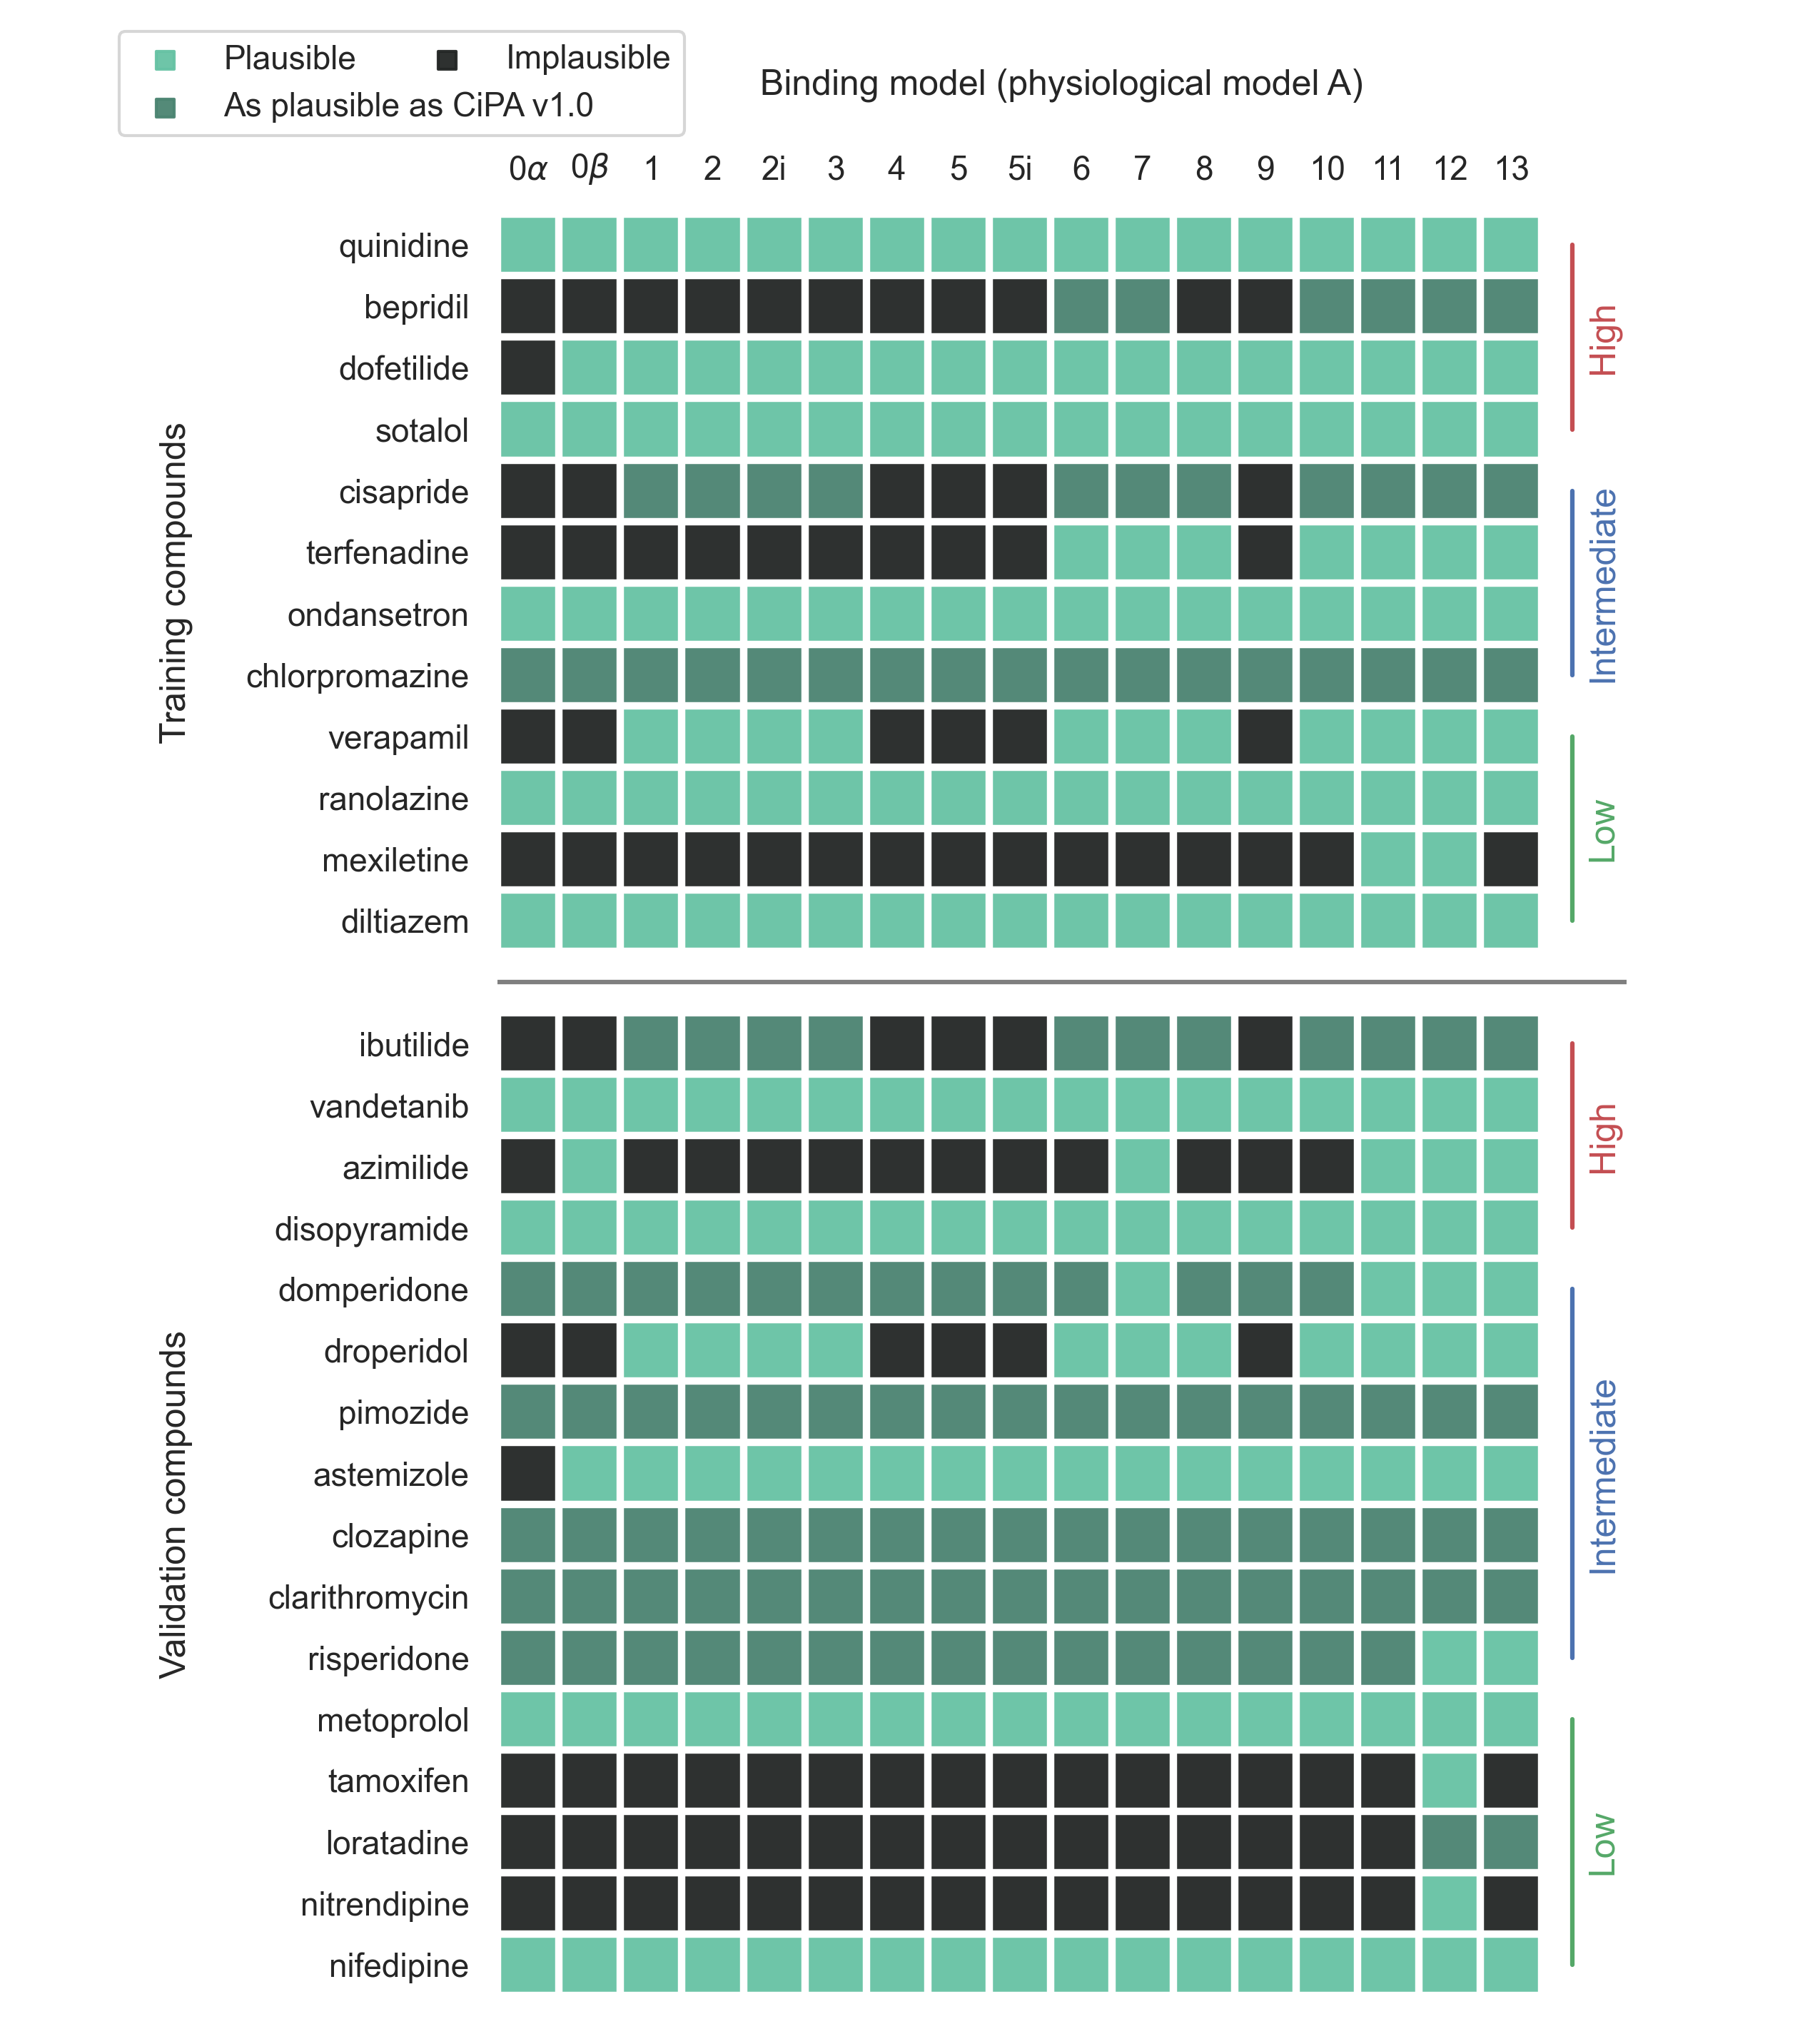 Plausible
Implausible
As plausible as CiPA v1.0
Binding model (physiological model A)
0α 0β 1 2 2i 3 4 5 5i 6 7 8 9 10 11 12 13
Training compounds
quinidine
bepridil
dofetilide
sotalol
cisapride
terfenadine
ondansetron
chlorpromazine
verapamil
ranolazine
mexiletine
diltiazem
High
Intermediate
Low
Validation compounds
ibutilide
vandetanib
azimilide
disopyramide
domperidone
droperidol
pimozide
astemizole
clozapine
clarithromycin
risperidone
metoprolol
tamoxifen
loratadine
nitrendipine
nifedipine
High
Intermediate
Low